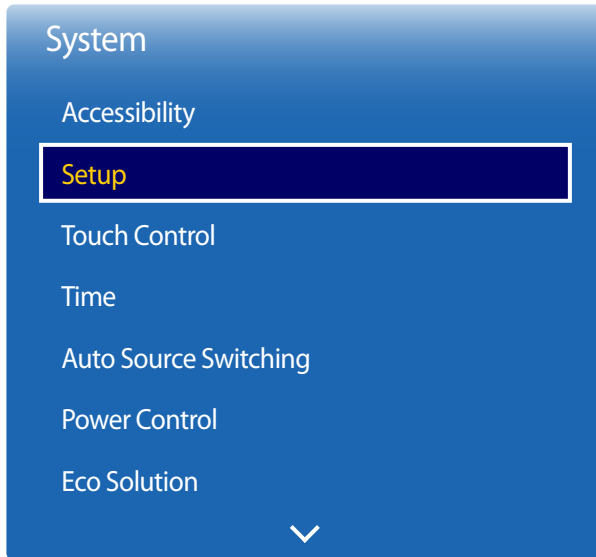 System
Accessibility
Setup
Touch Control
Time
Auto Source Switching
Power Control
Eco Solution